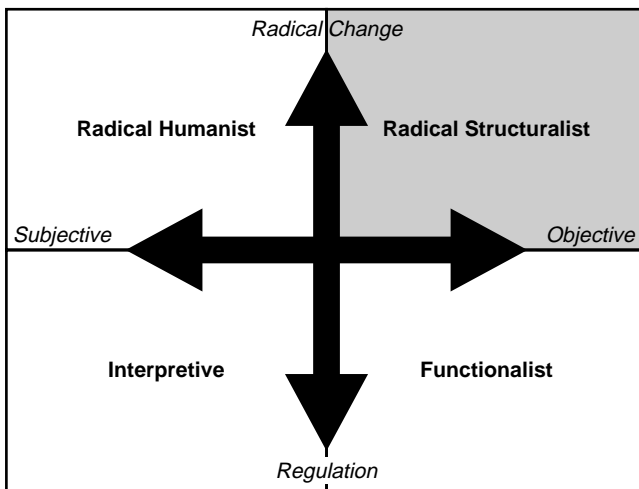 Radical Change
Radical Humanist
Radical Structuralist
Subjective
Objective
Interpretive
Functionalist
Regulation